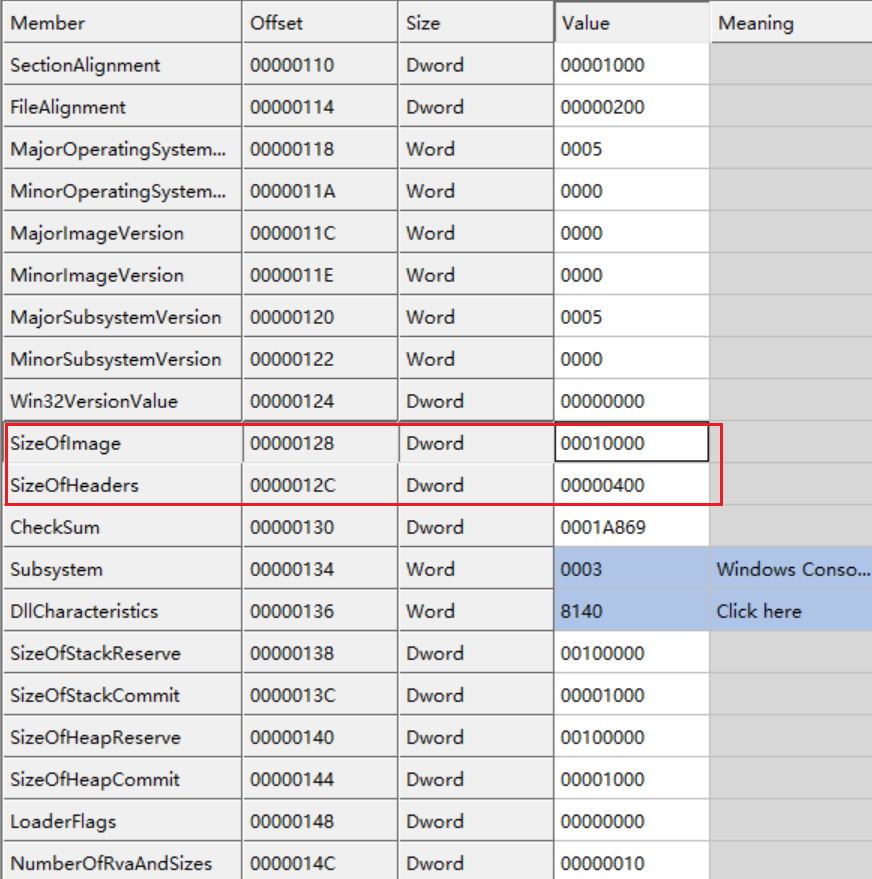 Member Offset Size Value Meaning
SectionAlignment 00000110 Dword 00001000
FileAlignment 00000114 Dword 00000200
MajorOperatingSystem... 00000118 Word 0005
MinorOperatingSystem... 0000011A Word 0000
MajorImageVersion 0000011C Word 0000
MinorImageVersion 0000011E Word 0000
MajorSubsystemVersion 00000120 Word 0005
MinorSubsystemVersion 00000122 Word 0000
Win32VersionValue 00000124 Dword 00000000
SizeOfImage 00000128 Dword 00010000
SizeOfHeaders 0000012C Dword 00000400
CheckSum 00000130 Dword 0001A869
Subsystem 00000134 Word 0003 Windows Conso...
DllCharacteristics 00000136 Word 8140 Click here
SizeOfStackReserve 00000138 Dword 00100000
SizeOfStackCommit 0000013C Dword 00001000
SizeOfHeapReserve 00000140 Dword 00100000
SizeOfHeapCommit 00000144 Dword 00001000
LoaderFlags 00000148 Dword 00000000
NumberOfRvaAndSizes 0000014C Dword 00000010